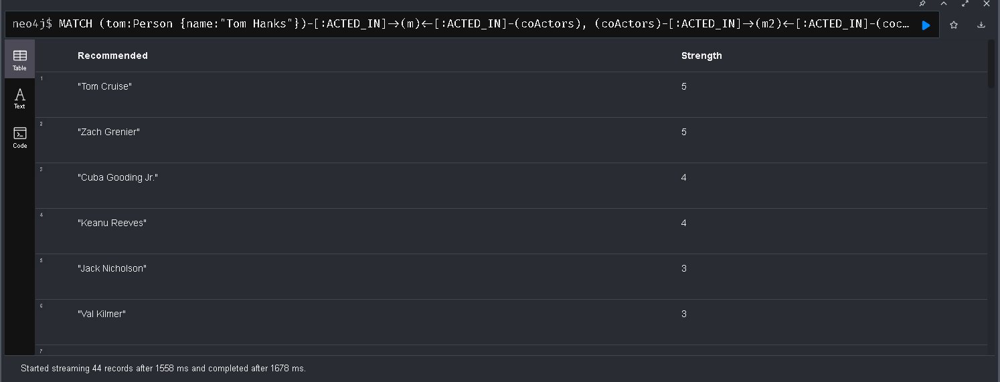 neo4j$ MATCH (tom:Person {name:"Tom Hanks"})-[:ACTED_IN]→(m)←[:ACTED_IN]-(coActors), (coActors)-[:ACTED_IN]→(m2)←[:ACTED_IN]-(coc…
Table
Text
Code
Recommended Strength
1 "Tom Cruise" 5
2 "Zach Grenier" 5
3 "Cuba Gooding Jr." 4
4 "Keanu Reeves" 4
5 "Jack Nicholson" 3
6 "Val Kilmer" 3
7
Started streaming 44 records after 1558 ms and completed after 1678 ms.